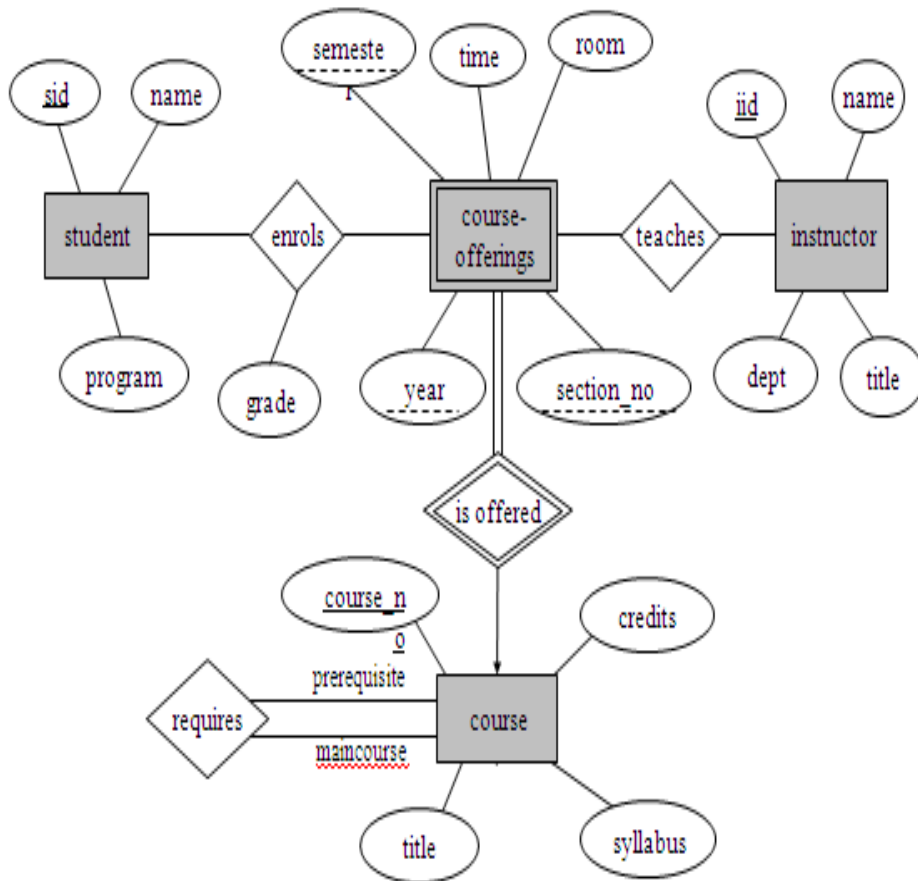 semeste
r
time
room
sid
name
iid
name
student
enrols
course-
offerings
teaches
instructor
program
grade
year
section_no
dept
title
is offered
course_n
o
credits
prerequisite
requires
course
maincourse
title
syllabus